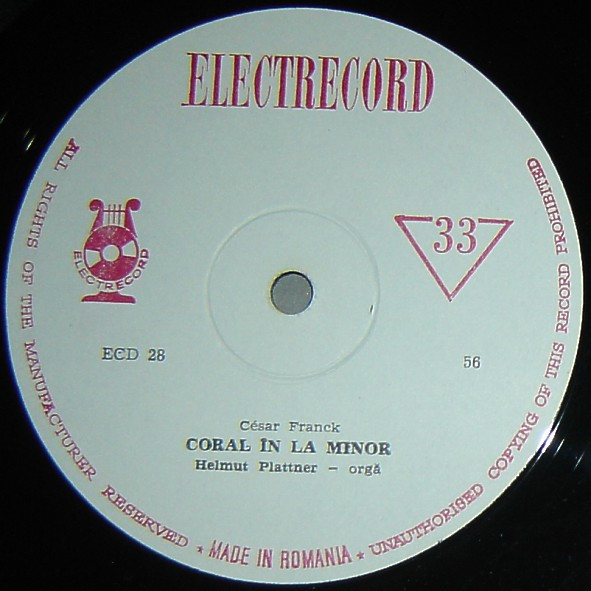 ELECTRECORD
ELECTRECORD
33
ECD 28
56
César Franck
CORAL ÎN LA MINOR
Helmut Plattner - orgă
ALL RIGHTS OF THE MANUFACTURER RESERVED * MADE IN ROMANIA * UNAUTHORISED COPYING OF THIS RECORD PROHIBITED